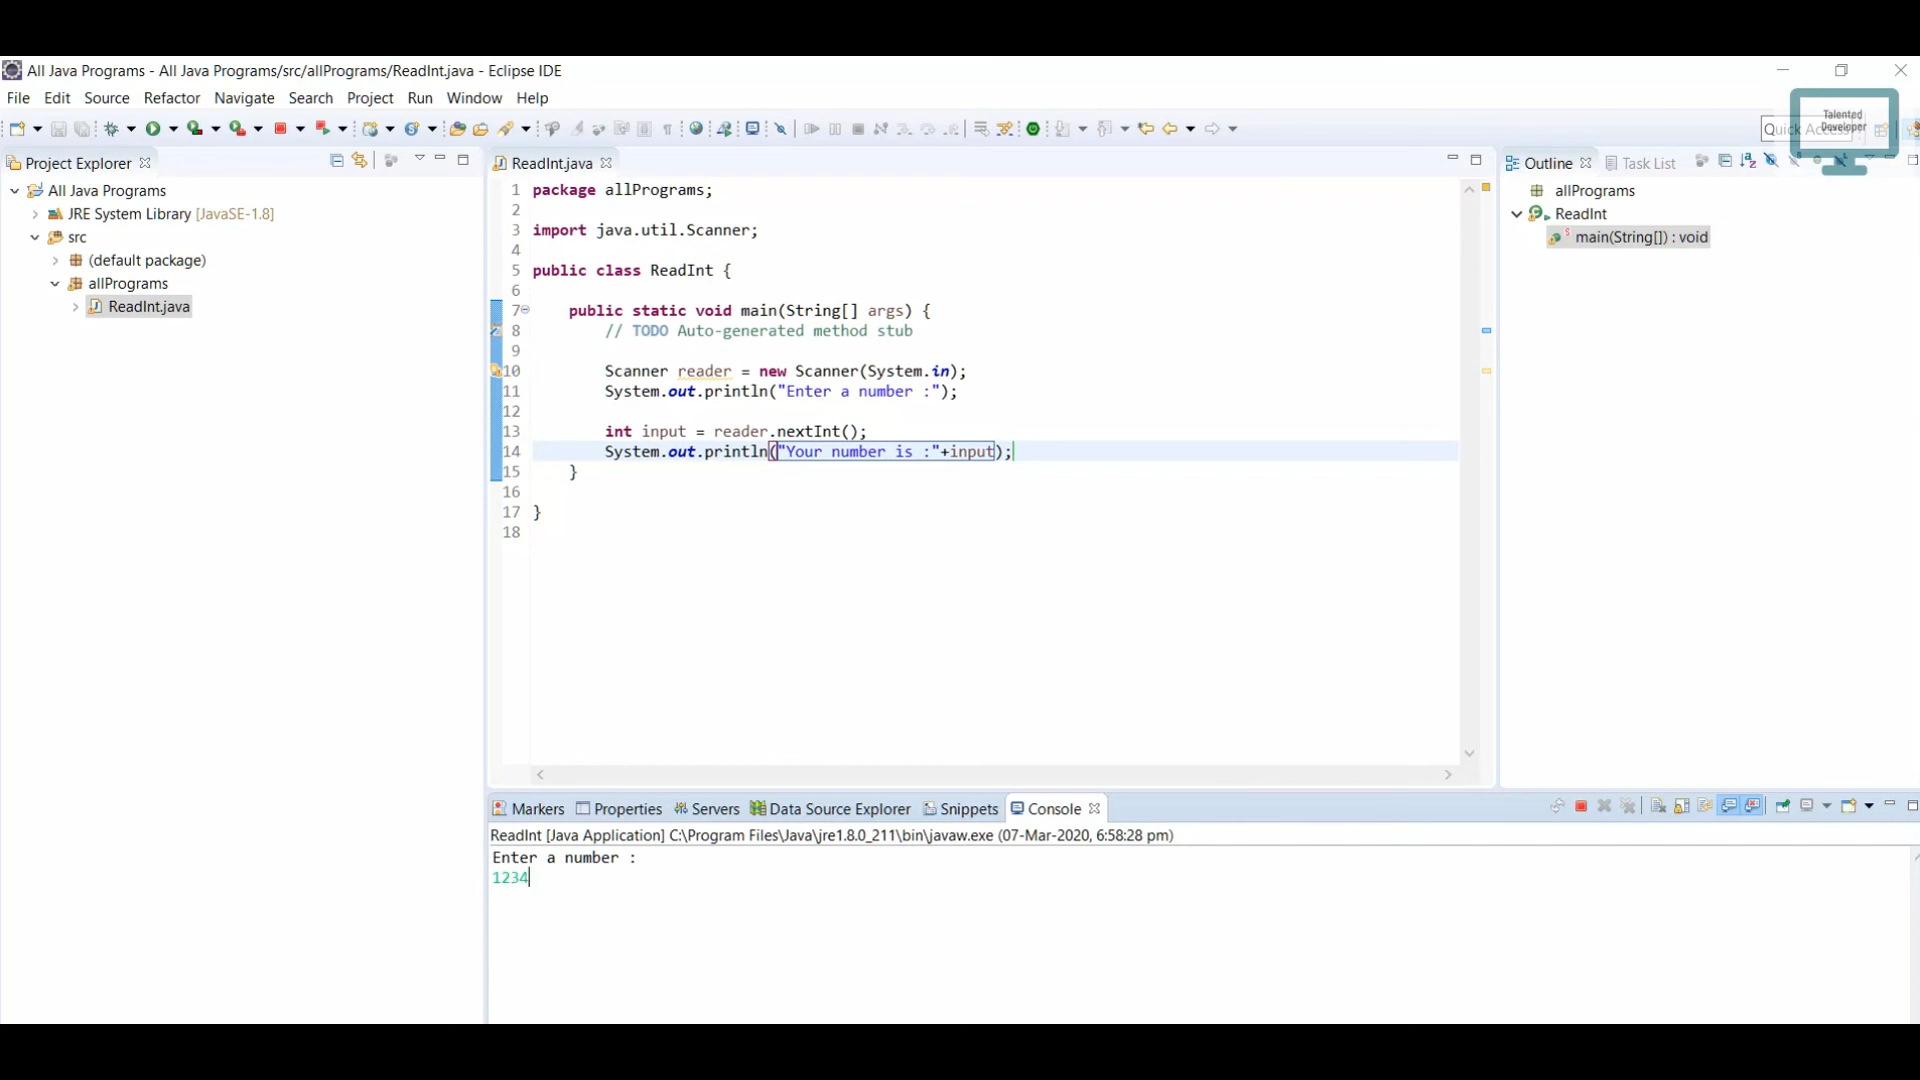 All Java Programs - All Java Programs/src/allPrograms/ReadInt.java - Eclipse IDE
File Edit Source Refactor Navigate Search Project Run Window Help
Talented
Developer
Quick Access
Project Explorer
All Java Programs
JRE System Library [JavaSE-1.8]
src
(default package)
allPrograms
ReadInt.java
ReadInt.java
1 package allPrograms;
2
3 import java.util.Scanner;
4
5 public class ReadInt {
6
7 public static void main(String[] args) {
8 // TODO Auto-generated method stub
9
10 Scanner reader = new Scanner(System.in);
11 System.out.println("Enter a number :");
12
13 int input = reader.nextInt();
14 System.out.println("Your number is :"+input);
15 }
16
17 }
18
Outline Task List
allPrograms
ReadInt
main(String[]) : void
Markers Properties Servers Data Source Explorer Snippets Console
ReadInt [Java Application] C:\Program Files\Java\jre1.8.0_211\bin\javaw.exe (07-Mar-2020, 6:58:28 pm)
Enter a number :
1234